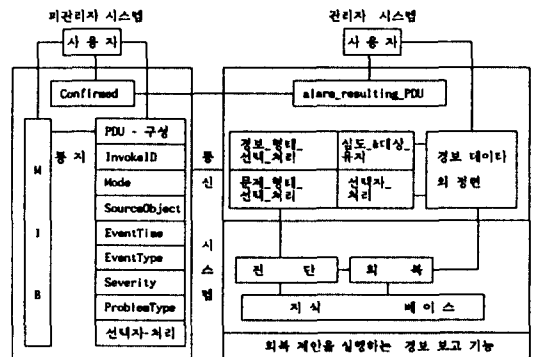 피관리자 시스템
관리자 시스템
사 용 자
사 용 자
Confirmed
alarm_resulting_PDU
M
I
B
통 지
PDU - 구성
InvokeID
Mode
SourceObject
EventTime
EventType
Severity
ProblemType
선택자-처리
통
신
시
스
템
경보_형태_
선택_처리
심도_&대상_
유지
문제_형태_
선택_처리
선택자_
처리
경보 데이타
의 정련
진 단
회 복
지 식 베 이 스
회복 제안을 실행하는 경보 보고 기능